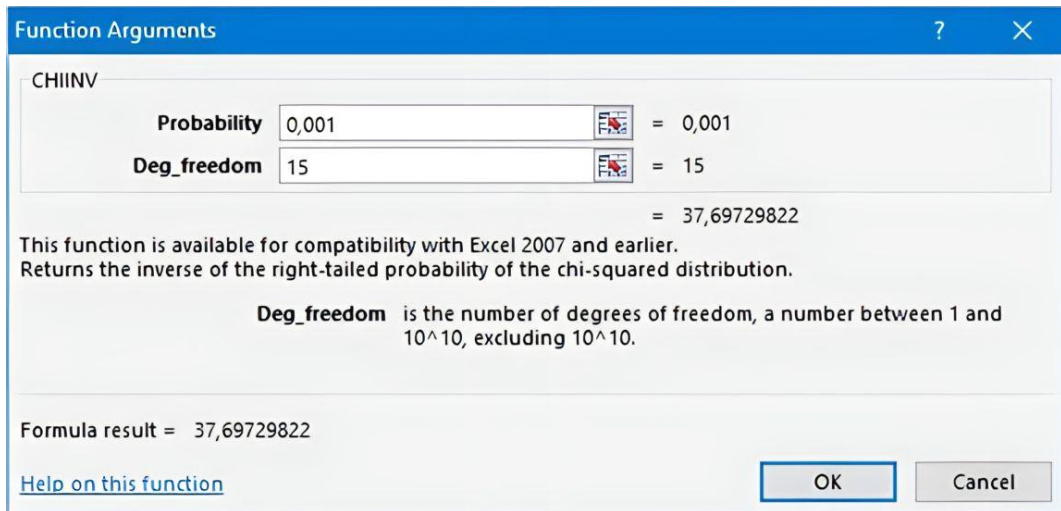 Function Arguments ?
CHIINV
Probability 0,001 = 0,001
Deg_freedom 15 = 15
= 37,69729822
This function is available for compatibility with Excel 2007 and earlier.
Returns the inverse of the right-tailed probability of the chi-squared distribution.
Deg_freedom is the number of degrees of freedom, a number between 1 and
10^10, excluding 10^10.
Formula result = 37,69729822
Help on this function OK Cancel